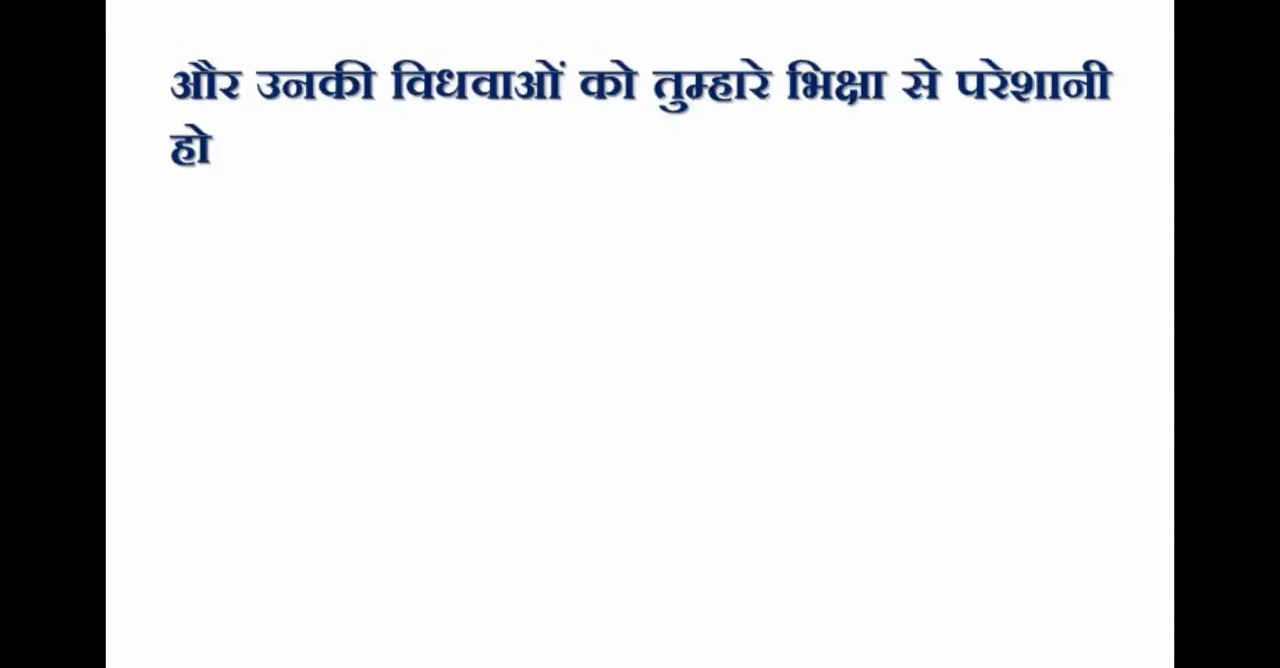 और उनकी विधवाओं को तुम्हारे भिक्षा से परेशानी
हो